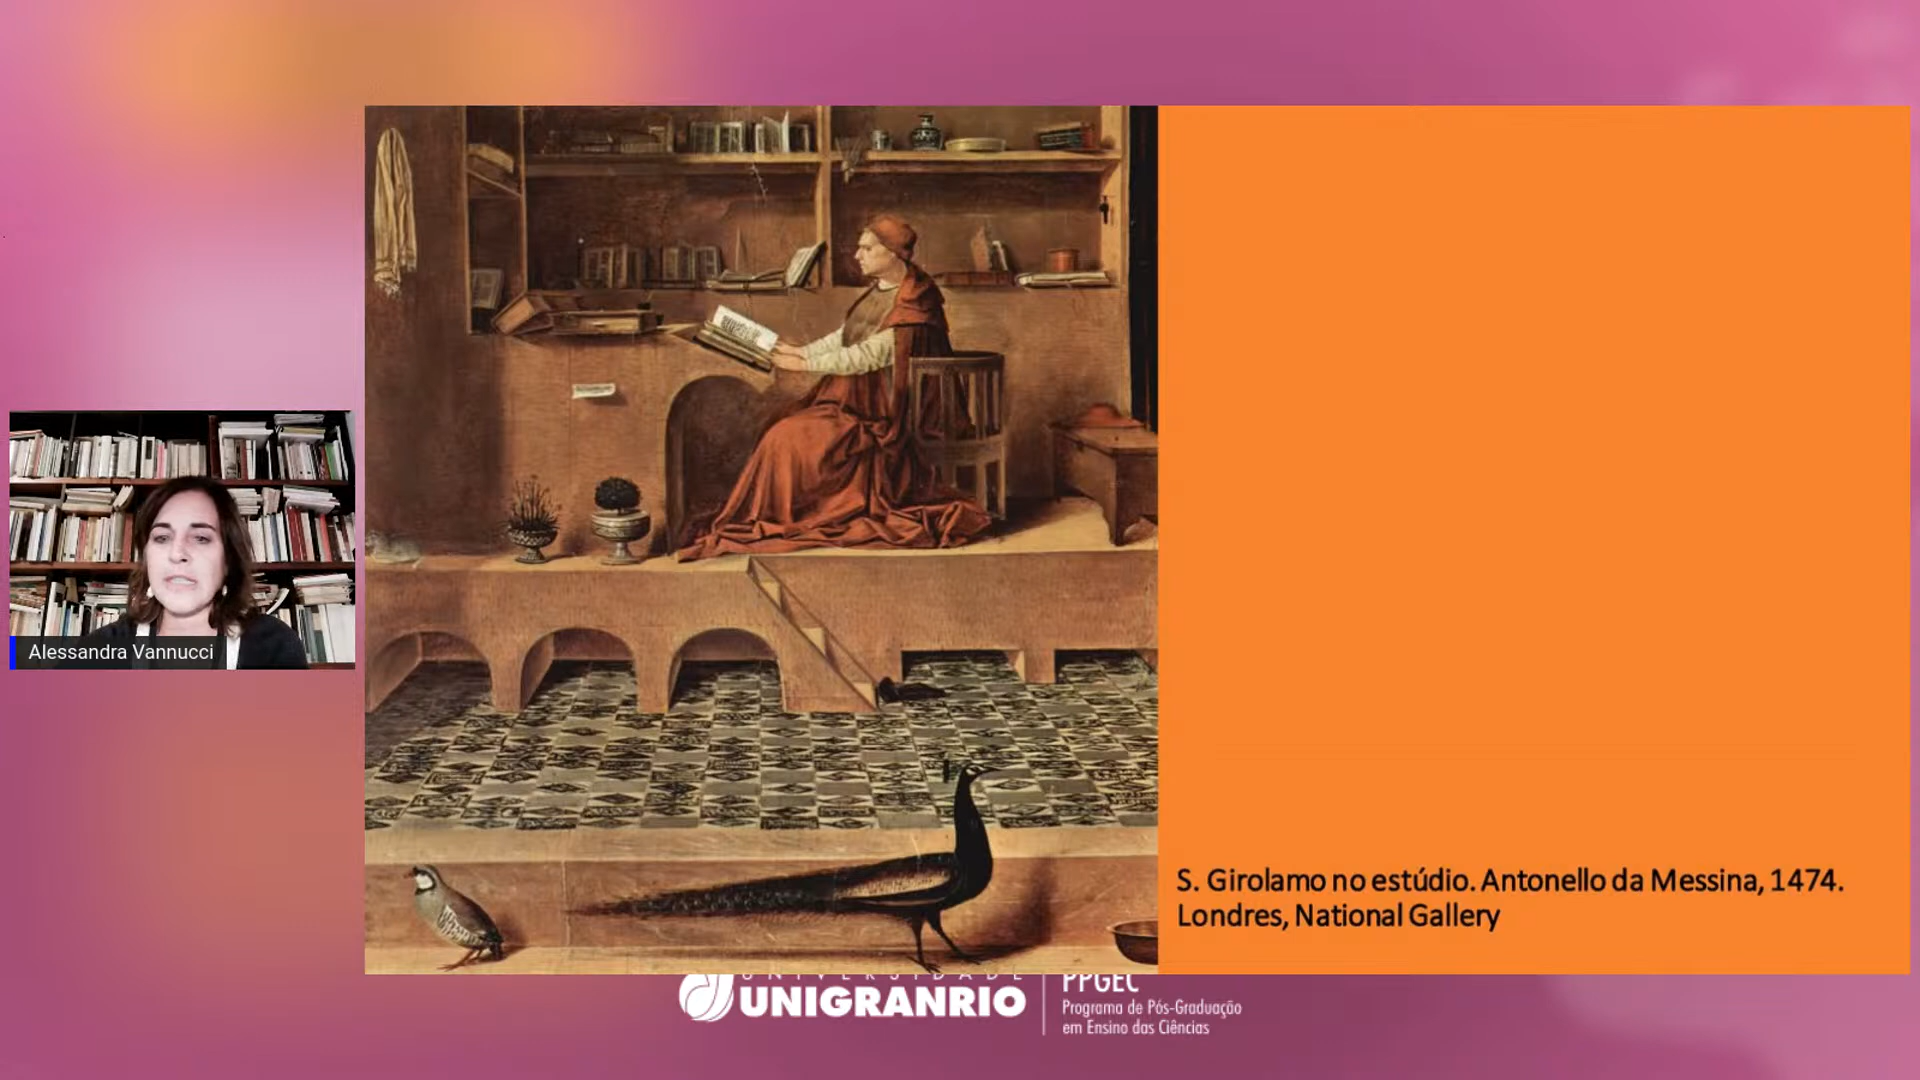 Alessandra Vannucci
S. Girolamo no estúdio. Antonello da Messina, 1474.
Londres, National Gallery
UNIVERSIDADE
UNIGRANRIO
PPGEC
Programa de Pós-Graduação
em Ensino das Ciências